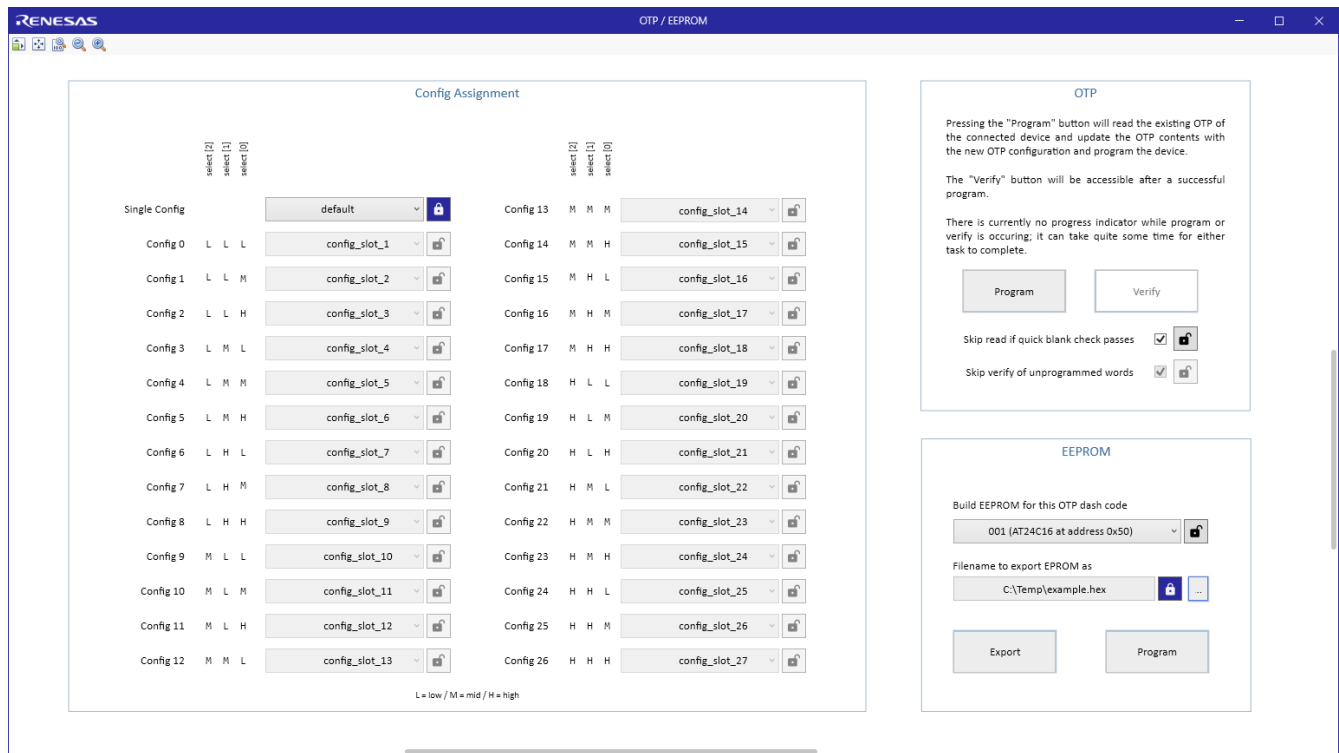 RENESAS
OTP / EEPROM
Config Assignment
select [2] select [1] select [0]
select [2] select [1] select [0]
Single Config default
Config 0 L L L config_slot_1
Config 1 L L M config_slot_2
Config 2 L L H config_slot_3
Config 3 L M L config_slot_4
Config 4 L M M config_slot_5
Config 5 L M H config_slot_6
Config 6 L H L config_slot_7
Config 7 L H M config_slot_8
Config 8 L H H config_slot_9
Config 9 M L L config_slot_10
Config 10 M L M config_slot_11
Config 11 M L H config_slot_12
Config 12 M M L config_slot_13
Config 13 M M M config_slot_14
Config 14 M M H config_slot_15
Config 15 M H L config_slot_16
Config 16 M H M config_slot_17
Config 17 M H H config_slot_18
Config 18 H L L config_slot_19
Config 19 H L M config_slot_20
Config 20 H L H config_slot_21
Config 21 H M L config_slot_22
Config 22 H M M config_slot_23
Config 23 H M H config_slot_24
Config 24 H H L config_slot_25
Config 25 H H M config_slot_26
Config 26 H H H config_slot_27
L = low / M = mid / H = high
OTP
Pressing the "Program" button will read the existing OTP of
the connected device and update the OTP contents with
the new OTP configuration and program the device.
The "Verify" button will be accessible after a successful
program.
There is currently no progress indicator while program or
verify is occuring; it can take quite some time for either
task to complete.
Program Verify
Skip read if quick blank check passes
Skip verify of unprogrammed words
EEPROM
Build EEPROM for this OTP dash code
001 (AT24C16 at address 0x50)
Filename to export EPROM as
C:\Temp\example.hex ...
Export Program